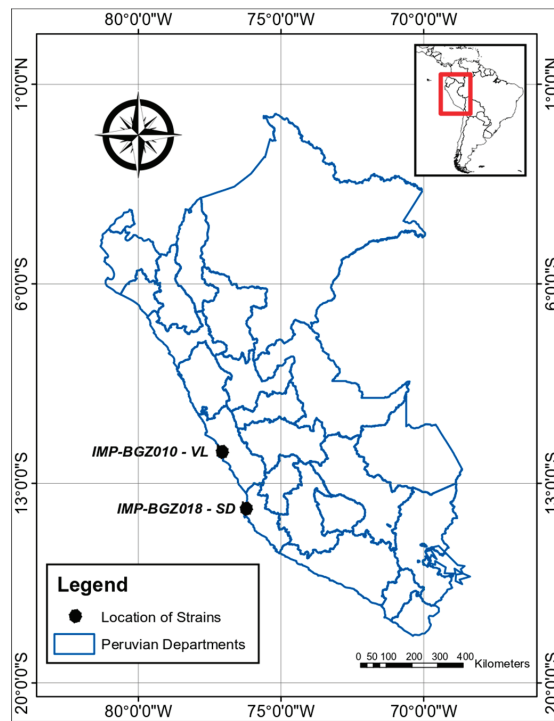 80°0'0"W 75°0'0"W 70°0'0"W
1°0'0"N 1°0'0"N
6°0'0"S 6°0'0"S
IMP-BGZ010 - VL
13°0'0"S 13°0'0"S
IMP-BGZ018 - SD
Legend
Location of Strains
Peruvian Departments
0 50 100 200 300 400
Kilometers
20°0'0"S 20°0'0"S
80°0'0"W 75°0'0"W 70°0'0"W